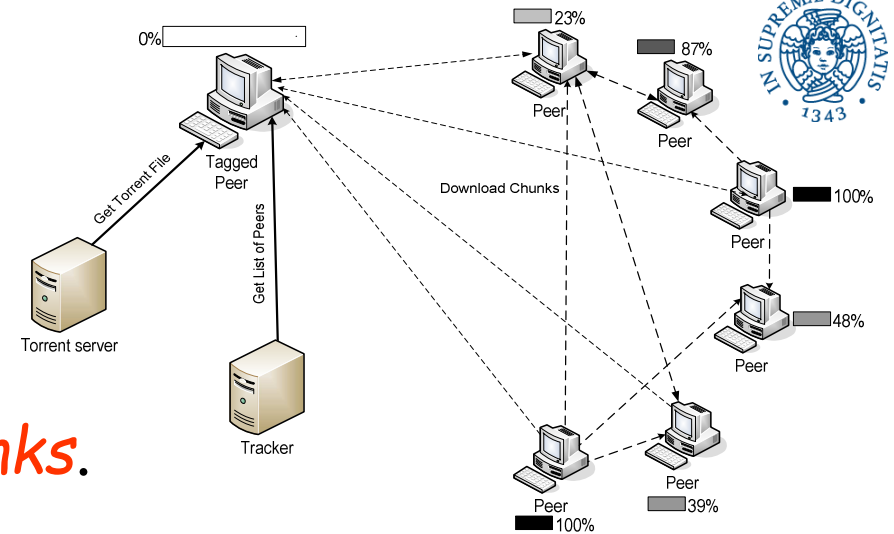 0%
23%
87%
IN SUPREMÆ DIGNITATIS
• 1343 •
Peer
Peer
Tagged
Peer
Get Torrent File
Download Chunks
100%
Peer
Get List of Peers
48%
Torrent server
Peer
nks.
Tracker
Peer
39%
Peer
100%